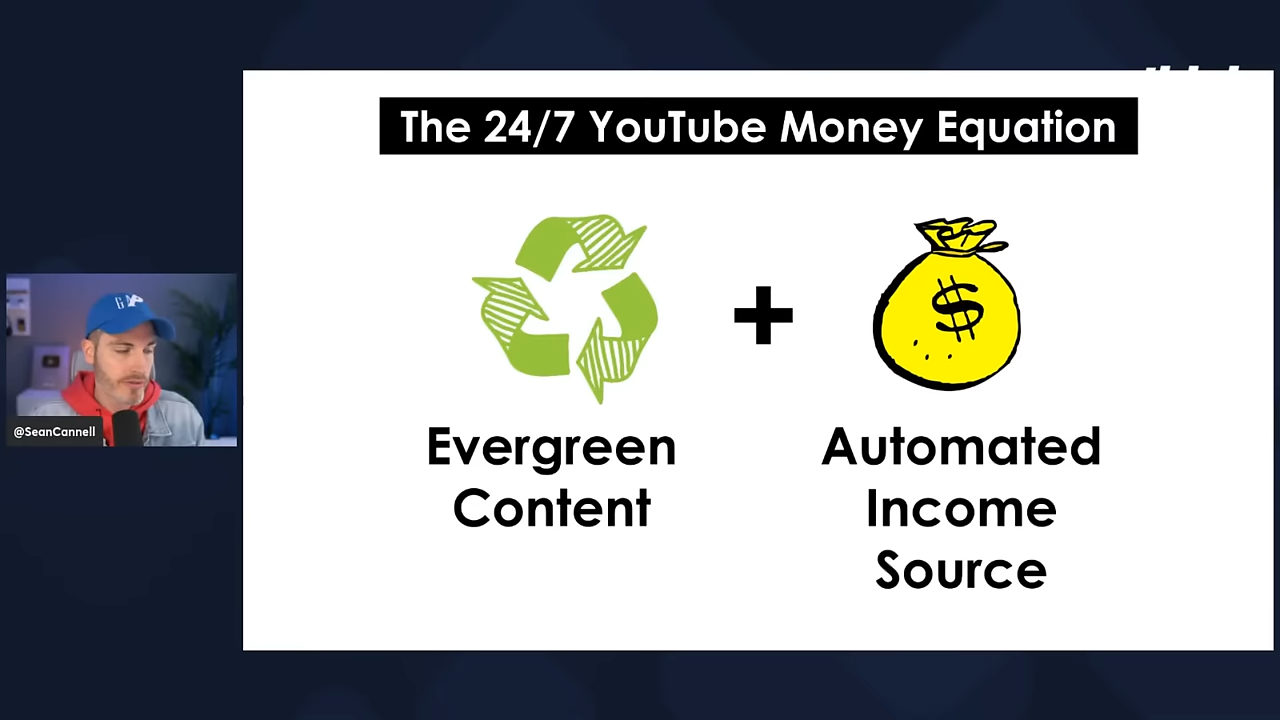 The 24/7 YouTube Money Equation
$
Evergreen
Content
+
Automated
Income
Source
@SeanCannell